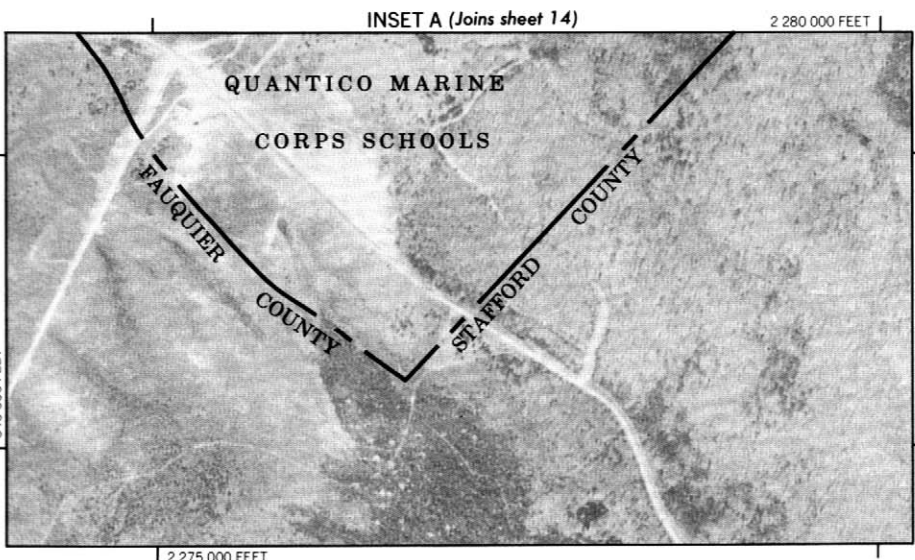 INSET A (Joins sheet 14)
2 280 000 FEET
QUANTICO MARINE
CORPS SCHOOLS
FAUQUIER
COUNTY
STAFFORD
COUNTY
2 275 000 FEET